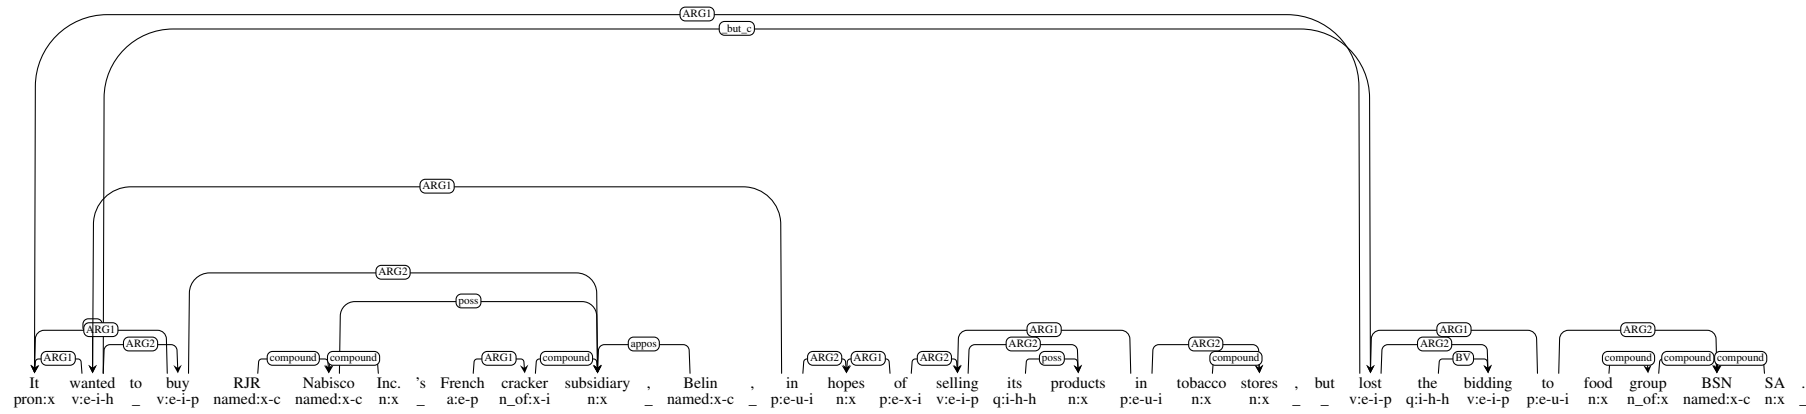 ARG1
_but_c
ARG1
ARG2
poss
ARG1 appos ARG1 ARG2 ARG1 ARG2
ARG2 ARG2 BV
ARG1 compound compound ARG1 compound ARG2 ARG1 ARG2 poss compound compound compound compound
It wanted to buy RJR Nabisco Inc. 's French cracker subsidiary , Belin , in hopes of selling its products in tobacco stores , but lost the bidding to food group BSN SA .
pron:x v:e-i-h _ v:e-i-p named:x-c named:x-c n:x _ a:e-p n_of:x-i n:x _ named:x-c _ p:e-u-i n:x p:e-x-i v:e-i-p q:i-h-h n:x p:e-u-i n:x n:x _ _ v:e-i-p q:i-h-h v:e-i-p p:e-u-i n:x n_of:x named:x-c n:x _